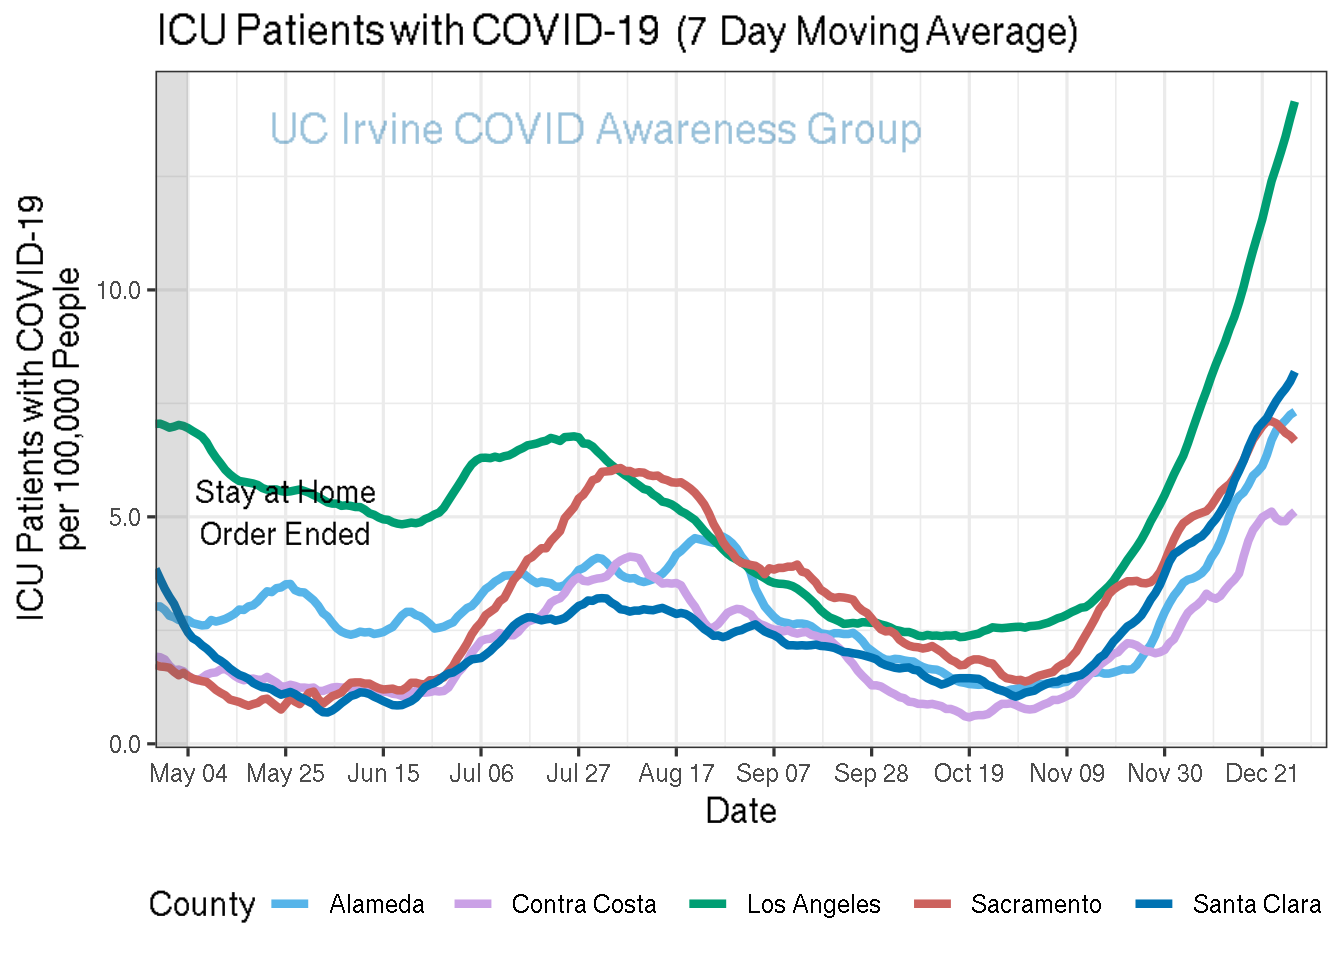 ICU Patients with COVID-19 (7 Day Moving Average)
UC Irvine COVID Awareness Group
ICU Patients with COVID-19
per 100,000 People
10.0
5.0
0.0
Stay at Home
Order Ended
May 04 May 25 Jun 15 Jul 06 Jul 27 Aug 17 Sep 07 Sep 28 Oct 19 Nov 09 Nov 30 Dec 21
Date
County Alameda Contra Costa Los Angeles Sacramento Santa Clara